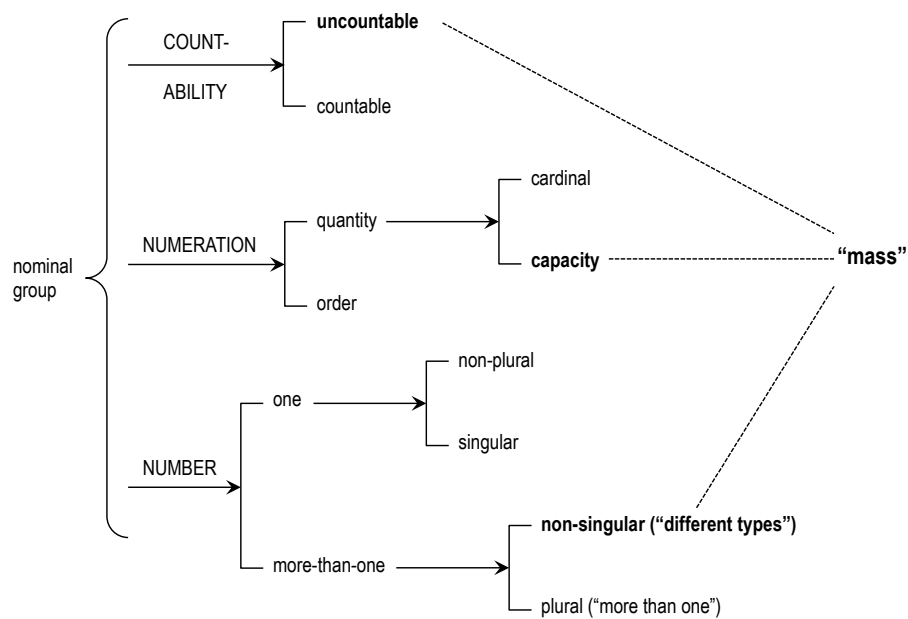 uncountable
COUNT-
ABILITY
countable
cardinal
quantity
NUMERATION
capacity
"mass"
nominal
group
order
non-plural
one
singular
NUMBER
non-singular ("different types")
more-than-one
plural ("more than one")